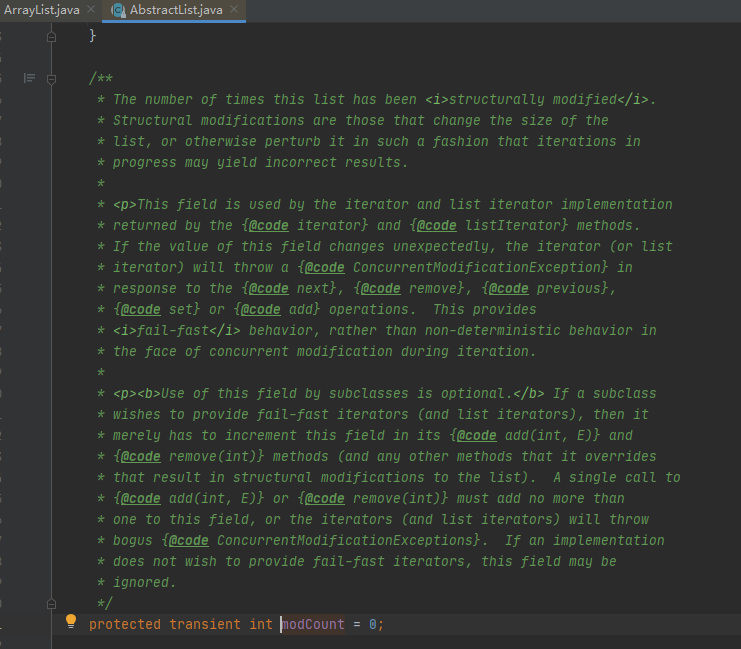 ArrayList.java
AbstractList.java
}
/**
* The number of times this list has been <i>structurally modified</i>.
* Structural modifications are those that change the size of the
* list, or otherwise perturb it in such a fashion that iterations in
* progress may yield incorrect results.
*
* <p>This field is used by the iterator and list iterator implementation
* returned by the {@code iterator} and {@code listIterator} methods.
* If the value of this field changes unexpectedly, the iterator (or list
* iterator) will throw a {@code ConcurrentModificationException} in
* response to the {@code next}, {@code remove}, {@code previous},
* {@code set} or {@code add} operations.  This provides
* <i>fail-fast</i> behavior, rather than non-deterministic behavior in
* the face of concurrent modification during iteration.
*
* <p><b>Use of this field by subclasses is optional.</b> If a subclass
* wishes to provide fail-fast iterators (and list iterators), then it
* merely has to increment this field in its {@code add(int, E)} and
* {@code remove(int)} methods (and any other methods that it overrides
* that result in structural modifications to the list).  A single call to
* {@code add(int, E)} or {@code remove(int)} must add no more than
* one to this field, or the iterators (and list iterators) will throw
* bogus {@code ConcurrentModificationExceptions}.  If an implementation
* does not wish to provide fail-fast iterators, this field may be
* ignored.
*/
protected transient int modCount = 0;